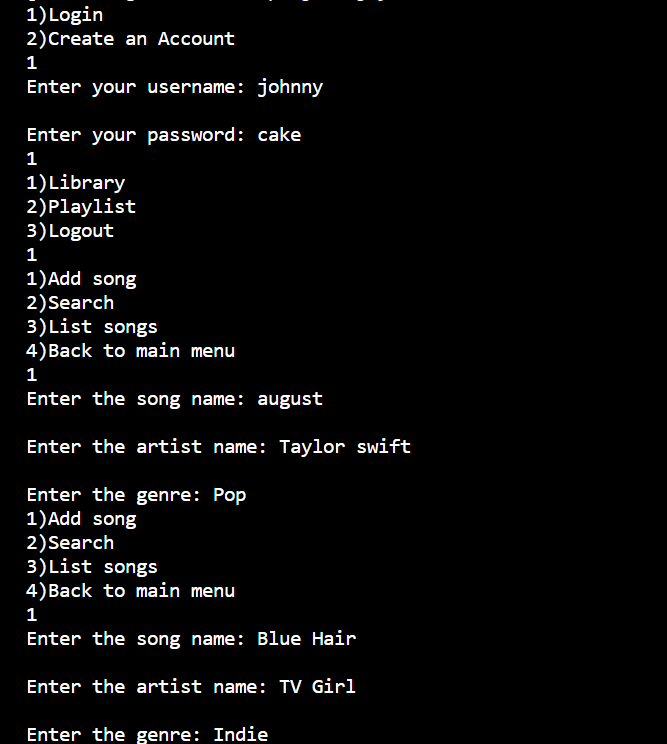 1)Login
2)Create an Account
1
Enter your username: johnny
Enter your password: cake
1
1)Library
2)Playlist
3)Logout
1
1)Add song
2)Search
3)List songs
4)Back to main menu
1
Enter the song name: august
Enter the artist name: Taylor swift
Enter the genre: Pop
1)Add song
2)Search
3)List songs
4)Back to main menu
1
Enter the song name: Blue Hair
Enter the artist name: TV Girl
Enter the genre: Indie